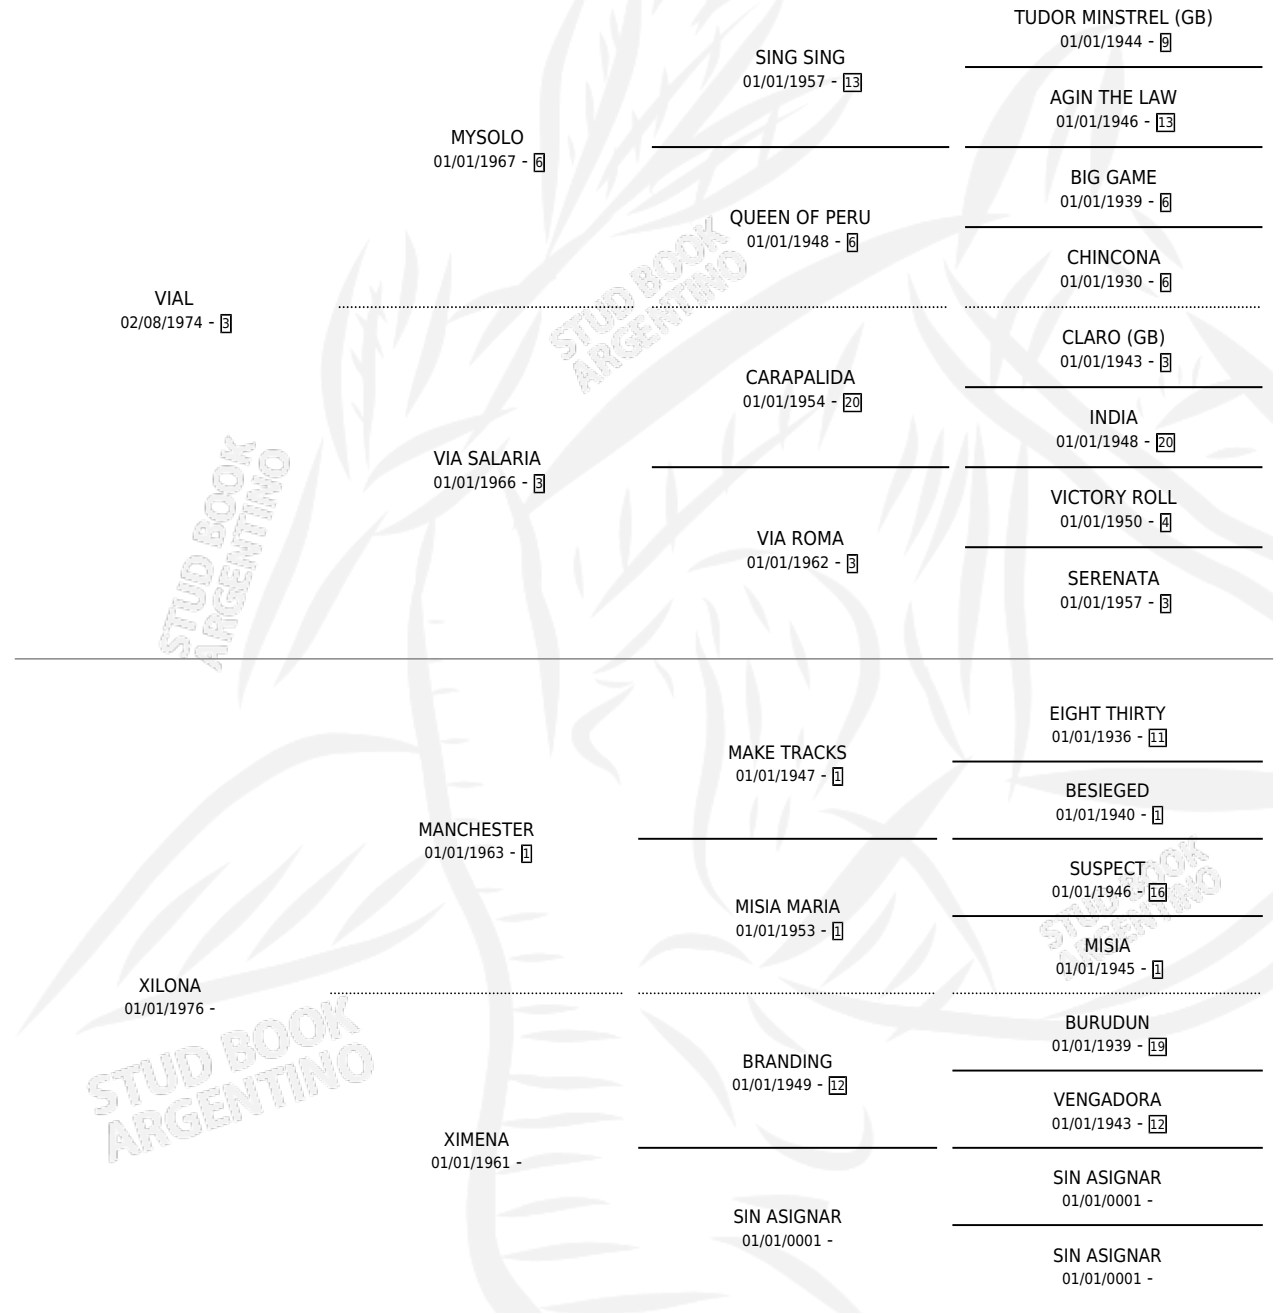 TUDOR MINSTREL (GB)
01/01/1944 - 9
SING SING
01/01/1957 - 13
AGIN THE LAW
01/01/1946 - 13
MYSOLO
01/01/1967 - 6
BIG GAME
01/01/1939 - 6
QUEEN OF PERU
01/01/1948 - 6
CHINCONA
01/01/1930 - 6
VIAL
02/08/1974 - 3
CLARO (GB)
01/01/1943 - 3
CARAPALIDA
01/01/1954 - 20
INDIA
01/01/1948 - 20
VIA SALARIA
01/01/1966 - 3
VICTORY ROLL
01/01/1950 - 4
VIA ROMA
01/01/1962 - 3
SERENATA
01/01/1957 - 3
STUD BOOK
ARGENTINO
STUD BOOK
ARGENTINO
EIGHT THIRTY
01/01/1936 - 11
MAKE TRACKS
01/01/1947 - 1
BESIEGED
01/01/1940 - 1
MANCHESTER
01/01/1963 - 1
SUSPECT
01/01/1946 - 16
MISIA MARIA
01/01/1953 - 1
MISIA
01/01/1945 - 1
XILONA
01/01/1976 -
BURUDUN
01/01/1939 - 19
BRANDING
01/01/1949 - 12
VENGADORA
01/01/1943 - 12
XIMENA
01/01/1961 -
SIN ASIGNAR
01/01/0001 -
SIN ASIGNAR
01/01/0001 -
SIN ASIGNAR
01/01/0001 -
STUD BOOK
ARGENTINO
STUD BOOK
ARGENTINO